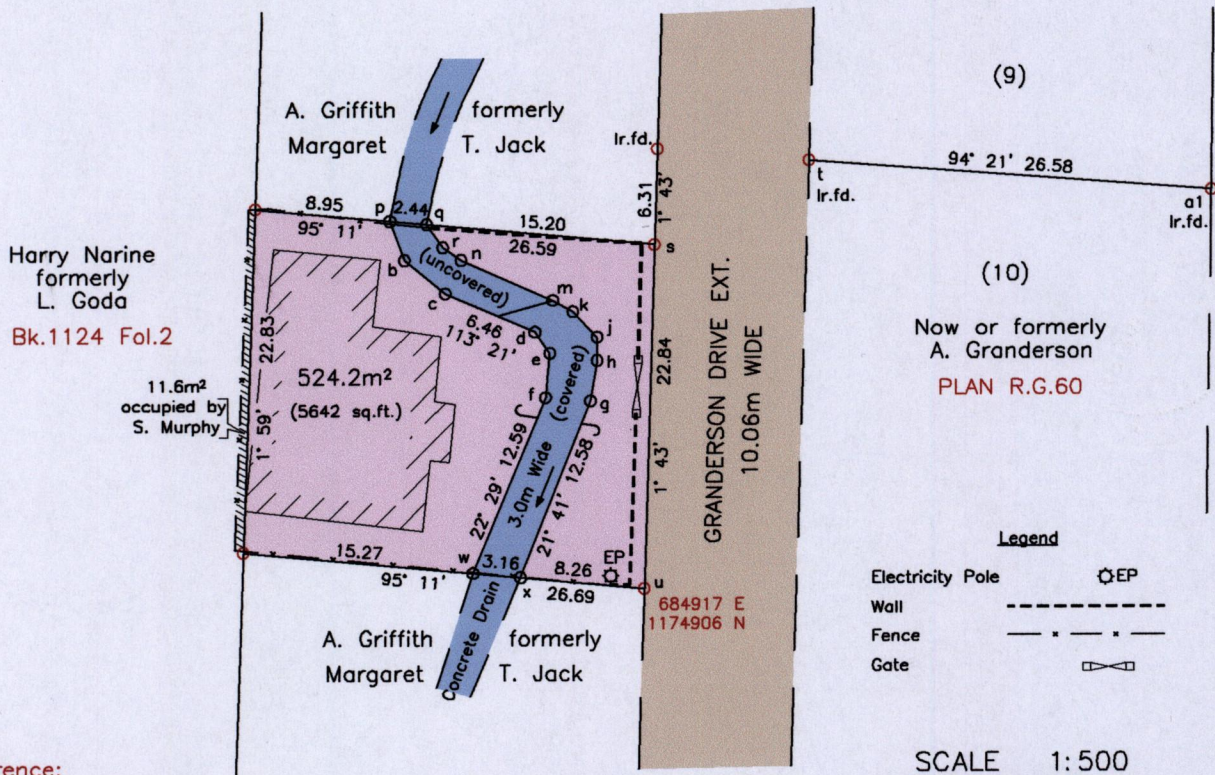 (9)
A. Griffith formerly
Margaret T. Jack
Ir.fd.
94° 21' 26.58
t
Ir.fd.
a1
Ir.fd.
6.31
1° 43'
8.95
p
2.44
q
15.20
95° 11'
26.59
s
r
n
(uncovered)
b
c
m
k
j
h
6.46
113° 21'
d
e
f
g
(covered)
Harry Narine
formerly
L. Goda
Bk.1124 Fol.2
22.83
1° 59'
11.6m²
occupied by
S. Murphy
524.2m²
(5642 sq.ft.)
22.84
1° 43'
GRANDERSON DRIVE EXT.
10.06m WIDE
(10)
Now or formerly
A. Granderson
PLAN R.G.60
22° 29' 12.59
3.0m Wide
21° 41' 12.58
15.27
w
3.16
x
8.26
EP
95° 11'
26.69
u
684917 E
1174906 N
Concrete Drain
A. Griffith formerly
Margaret T. Jack
Legend
Electricity Pole EP
Wall
Fence
Gate
SCALE 1:500
rence: